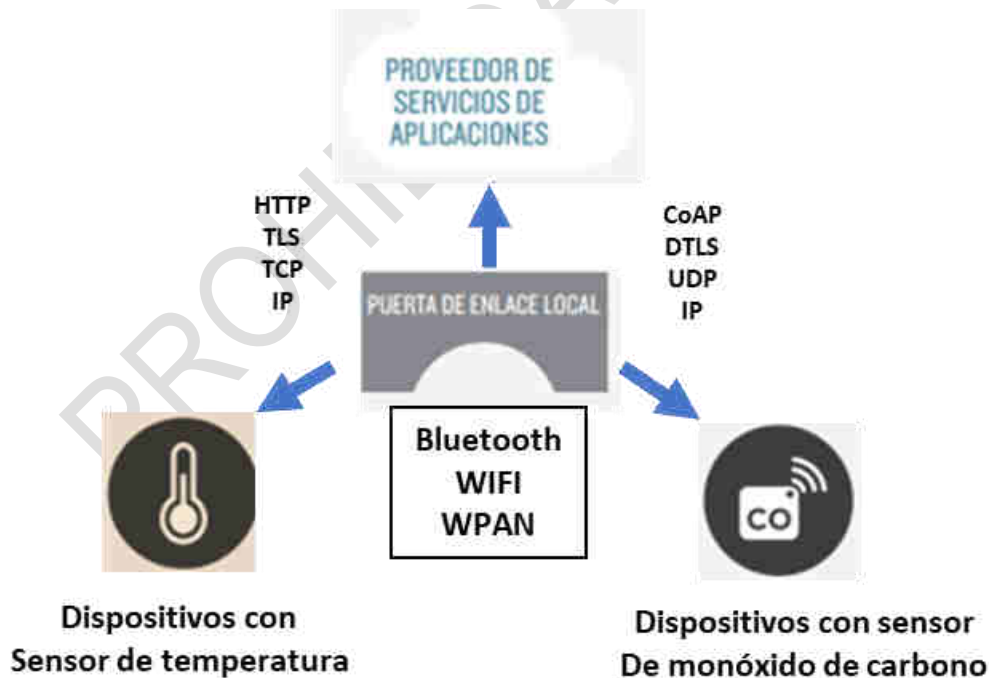 PROVEEDOR DE
SERVICIOS DE
APLICACIONES
HTTP
TLS
TCP
IP
CoAP
DTLS
UDP
IP
PUERTA DE ENLACE LOCAL
Bluetooth
WIFI
WPAN
CO
Dispositivos con
Sensor de temperatura
Dispositivos con sensor
De monóxido de carbono